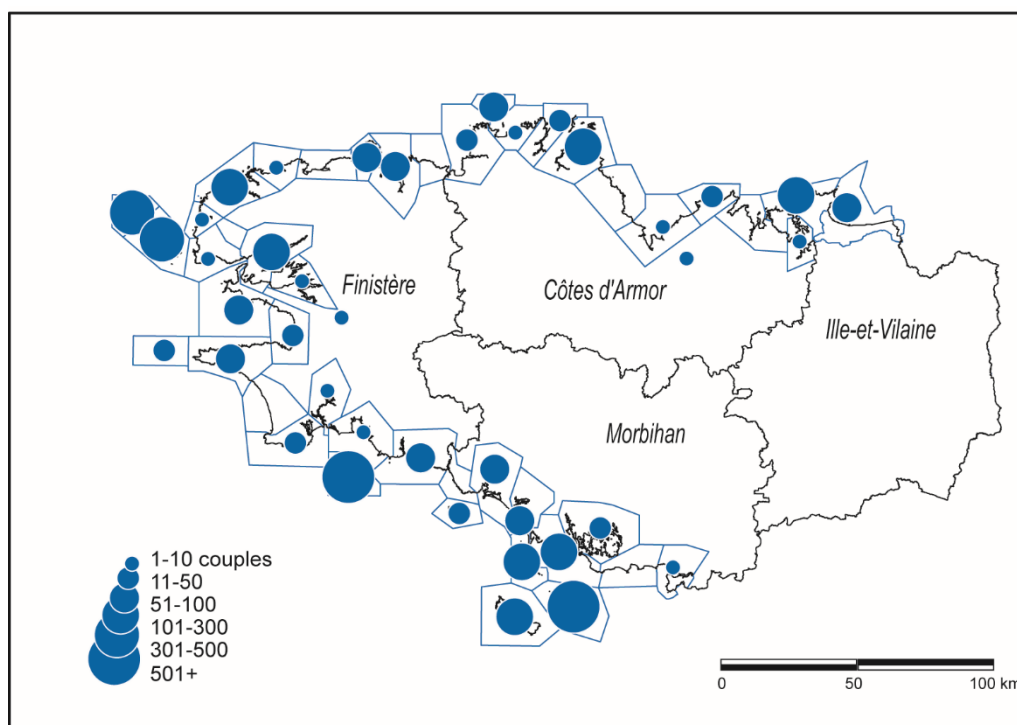 Finistère
Côtes d'Armor
Ille-et-Vilaine
Morbihan
1-10 couples
11-50
51-100
101-300
301-500
501+
0 50 100 km